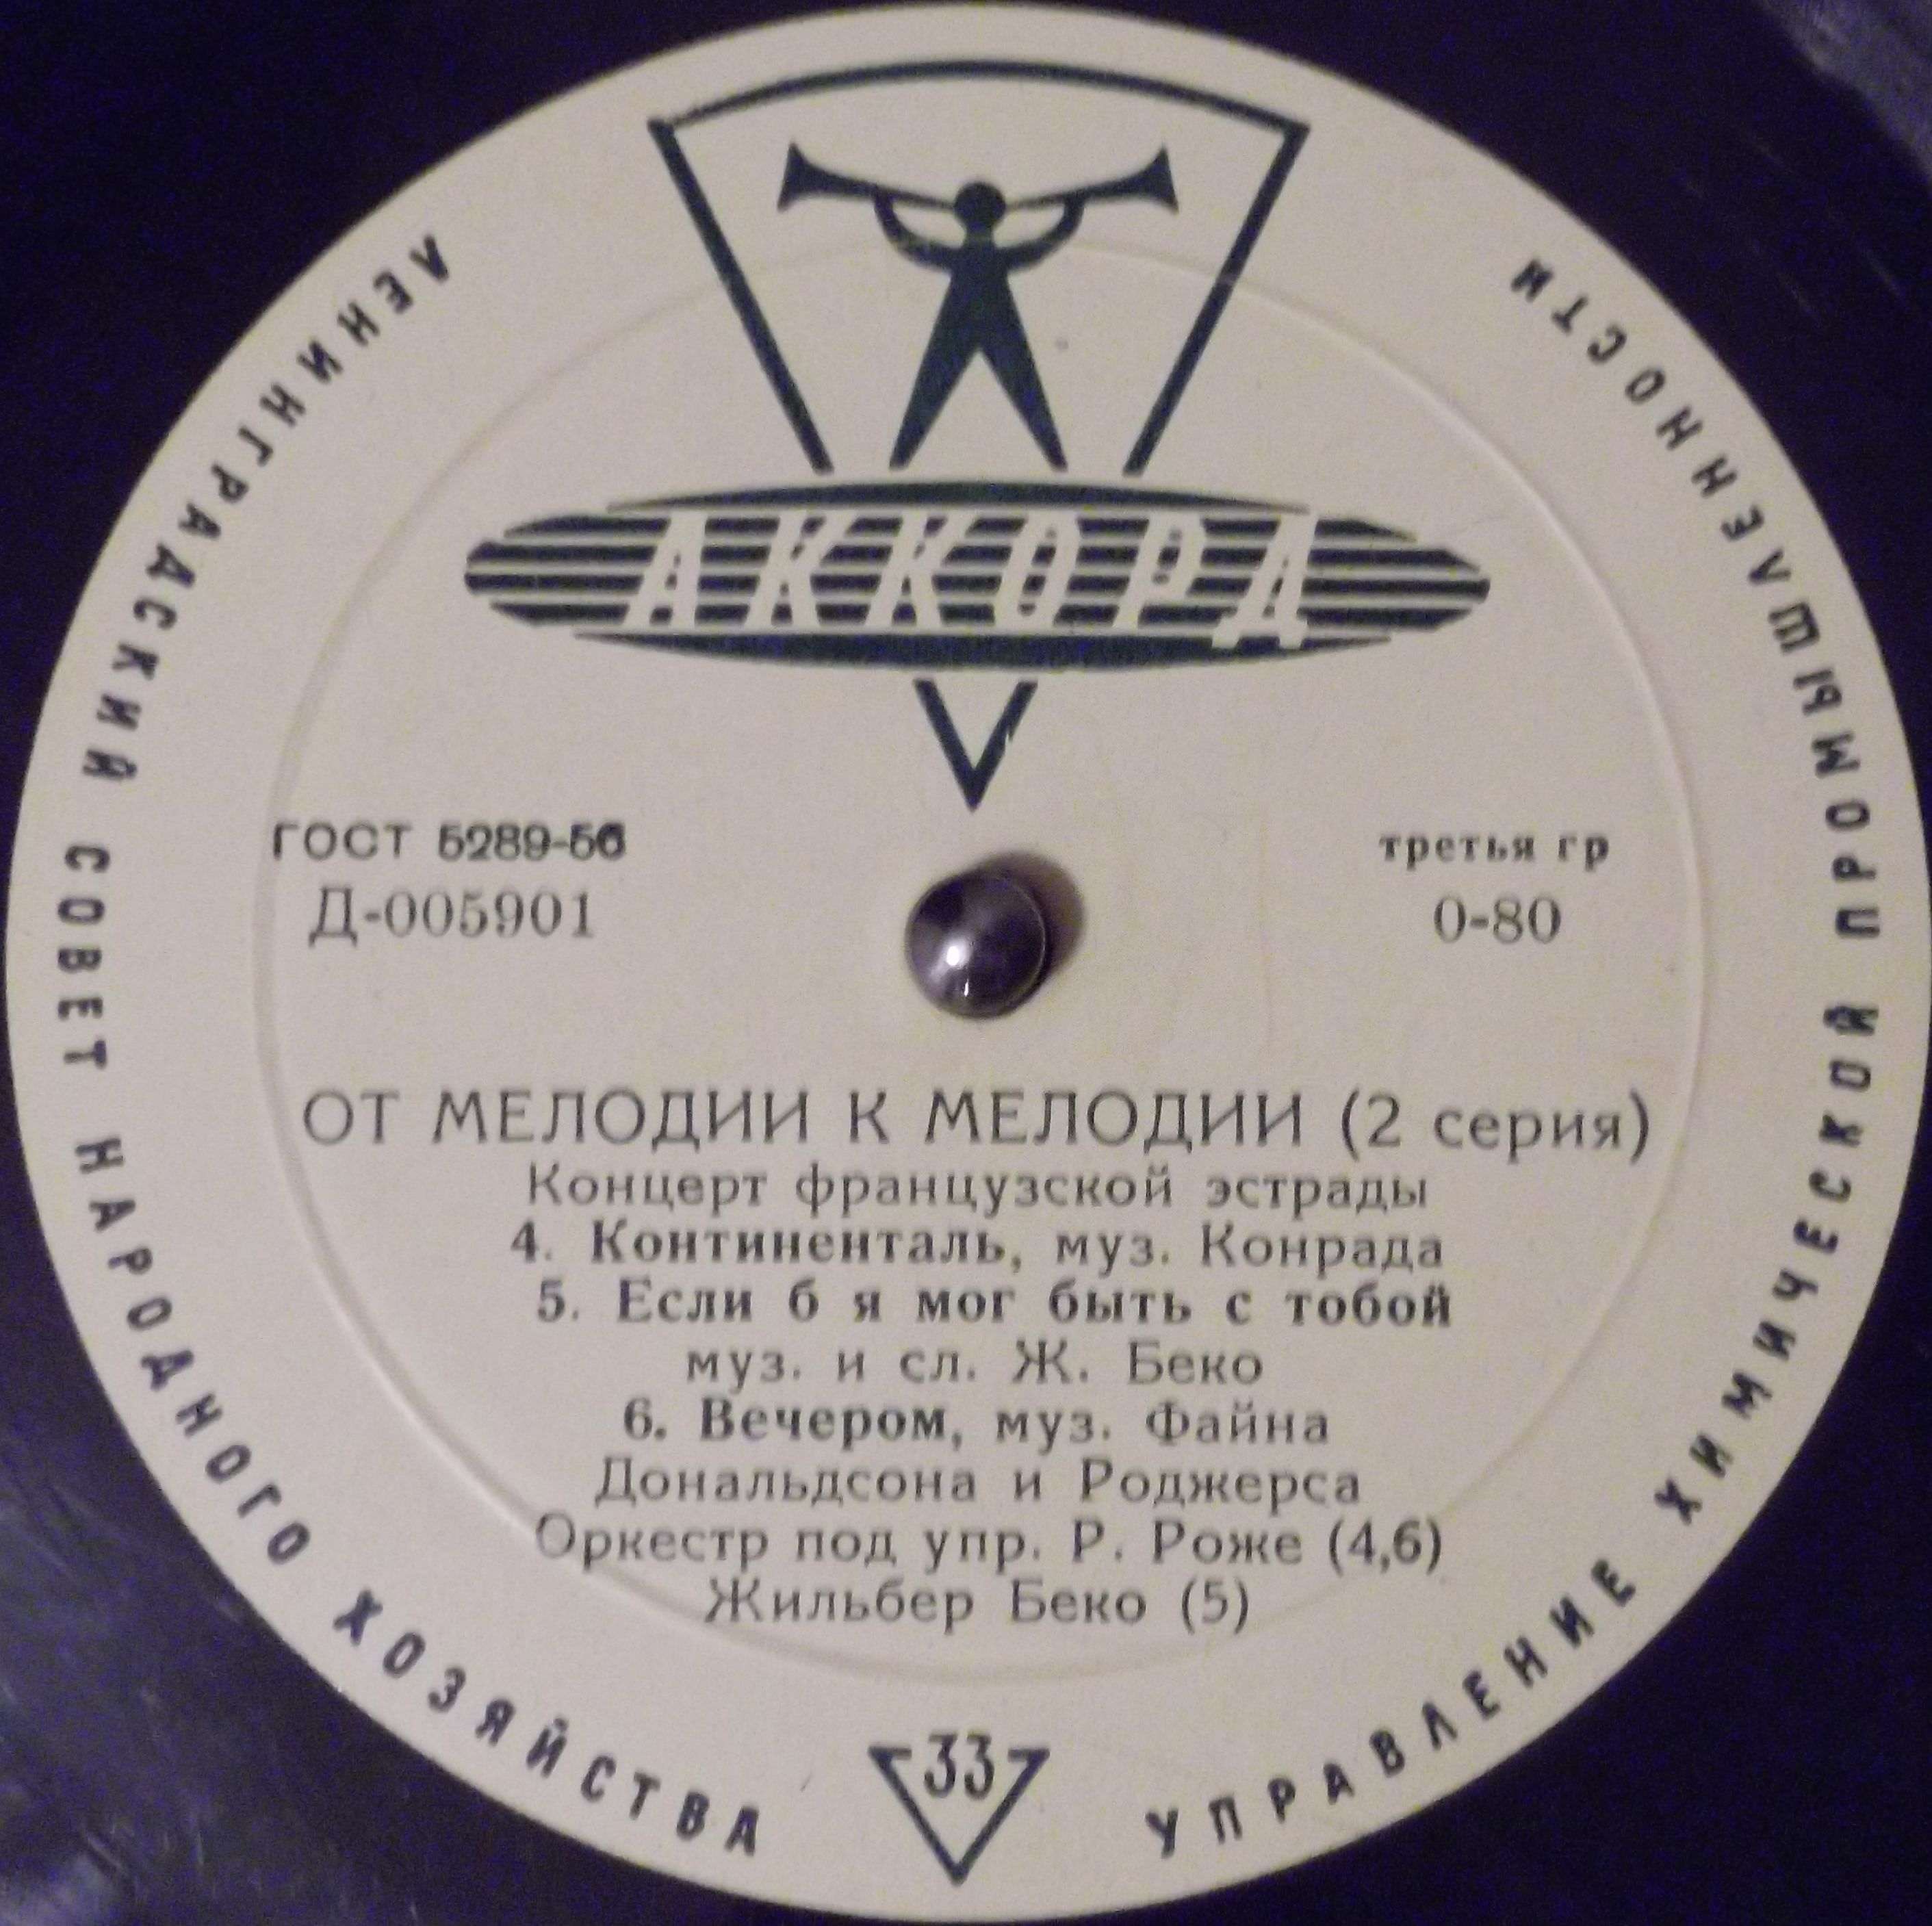 АККОРД
ГОСТ 5289-56
Д-005901
третья гр
0-80
ОТ МЕЛОДИИ К МЕЛОДИИ (2 серия)
Концерт французской эстрады
4. Континенталь, муз. Конрада
5. Если б я мог быть с тобой
муз. и сл. Ж. Беко
6. Вечером, муз. Файна
Дональдсона и Роджерса
Оркестр под упр. Р. Роже (4,6)
Жильбер Беко (5)
33
ЛЕНИНГРАДСКИЙ СОВЕТ НАРОДНОГО ХОЗЯЙСТВА
УПРАВЛЕНИЕ ХИМИЧЕСКОЙ ПРОМЫШЛЕННОСТИ